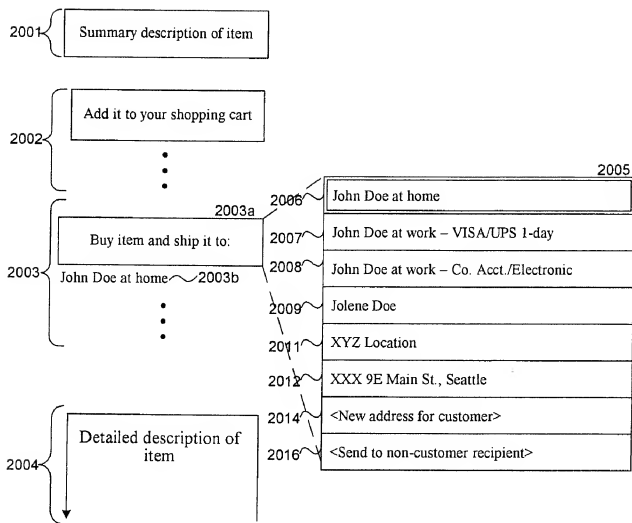 2001
Summary description of item
2002
Add it to your shopping cart
2003
2003a
Buy item and ship it to:
John Doe at home 2003b
2004
Detailed description of
item
2005
2006 John Doe at home
2007 John Doe at work – VISA/UPS 1-day
2008 John Doe at work – Co. Acct./Electronic
2009 Jolene Doe
2011 XYZ Location
2012 XXX 9E Main St., Seattle
2014 <New address for customer>
2016 <Send to non-customer recipient>